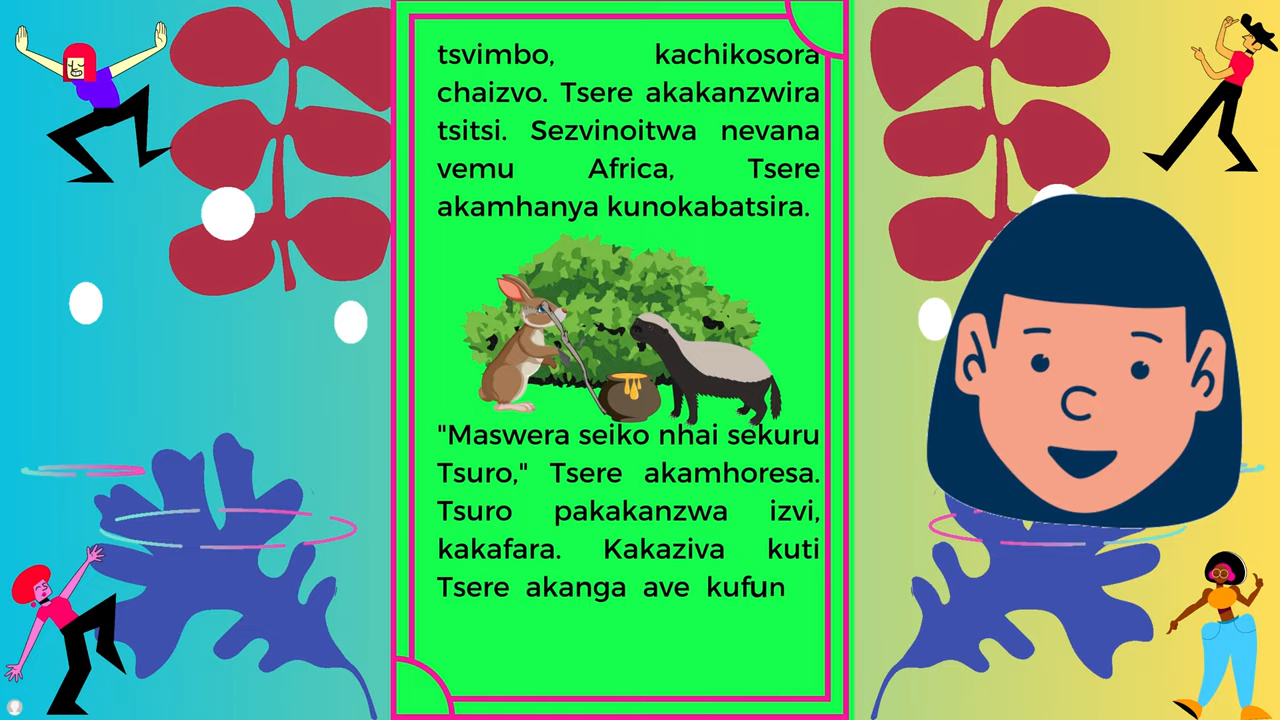 tsvimbo, kachikosora
chaizvo. Tsere akakanzwira
tsitsi. Sezvinoitwa nevana
vemu Africa, Tsere
akamhanya kunokabatsira.
"Maswera seiko nhai sekuru
Tsuro," Tsere akamhoresa.
Tsuro pakakanzwa izvi,
kakafara. Kakaziva kuti
Tsere akanga ave kufun